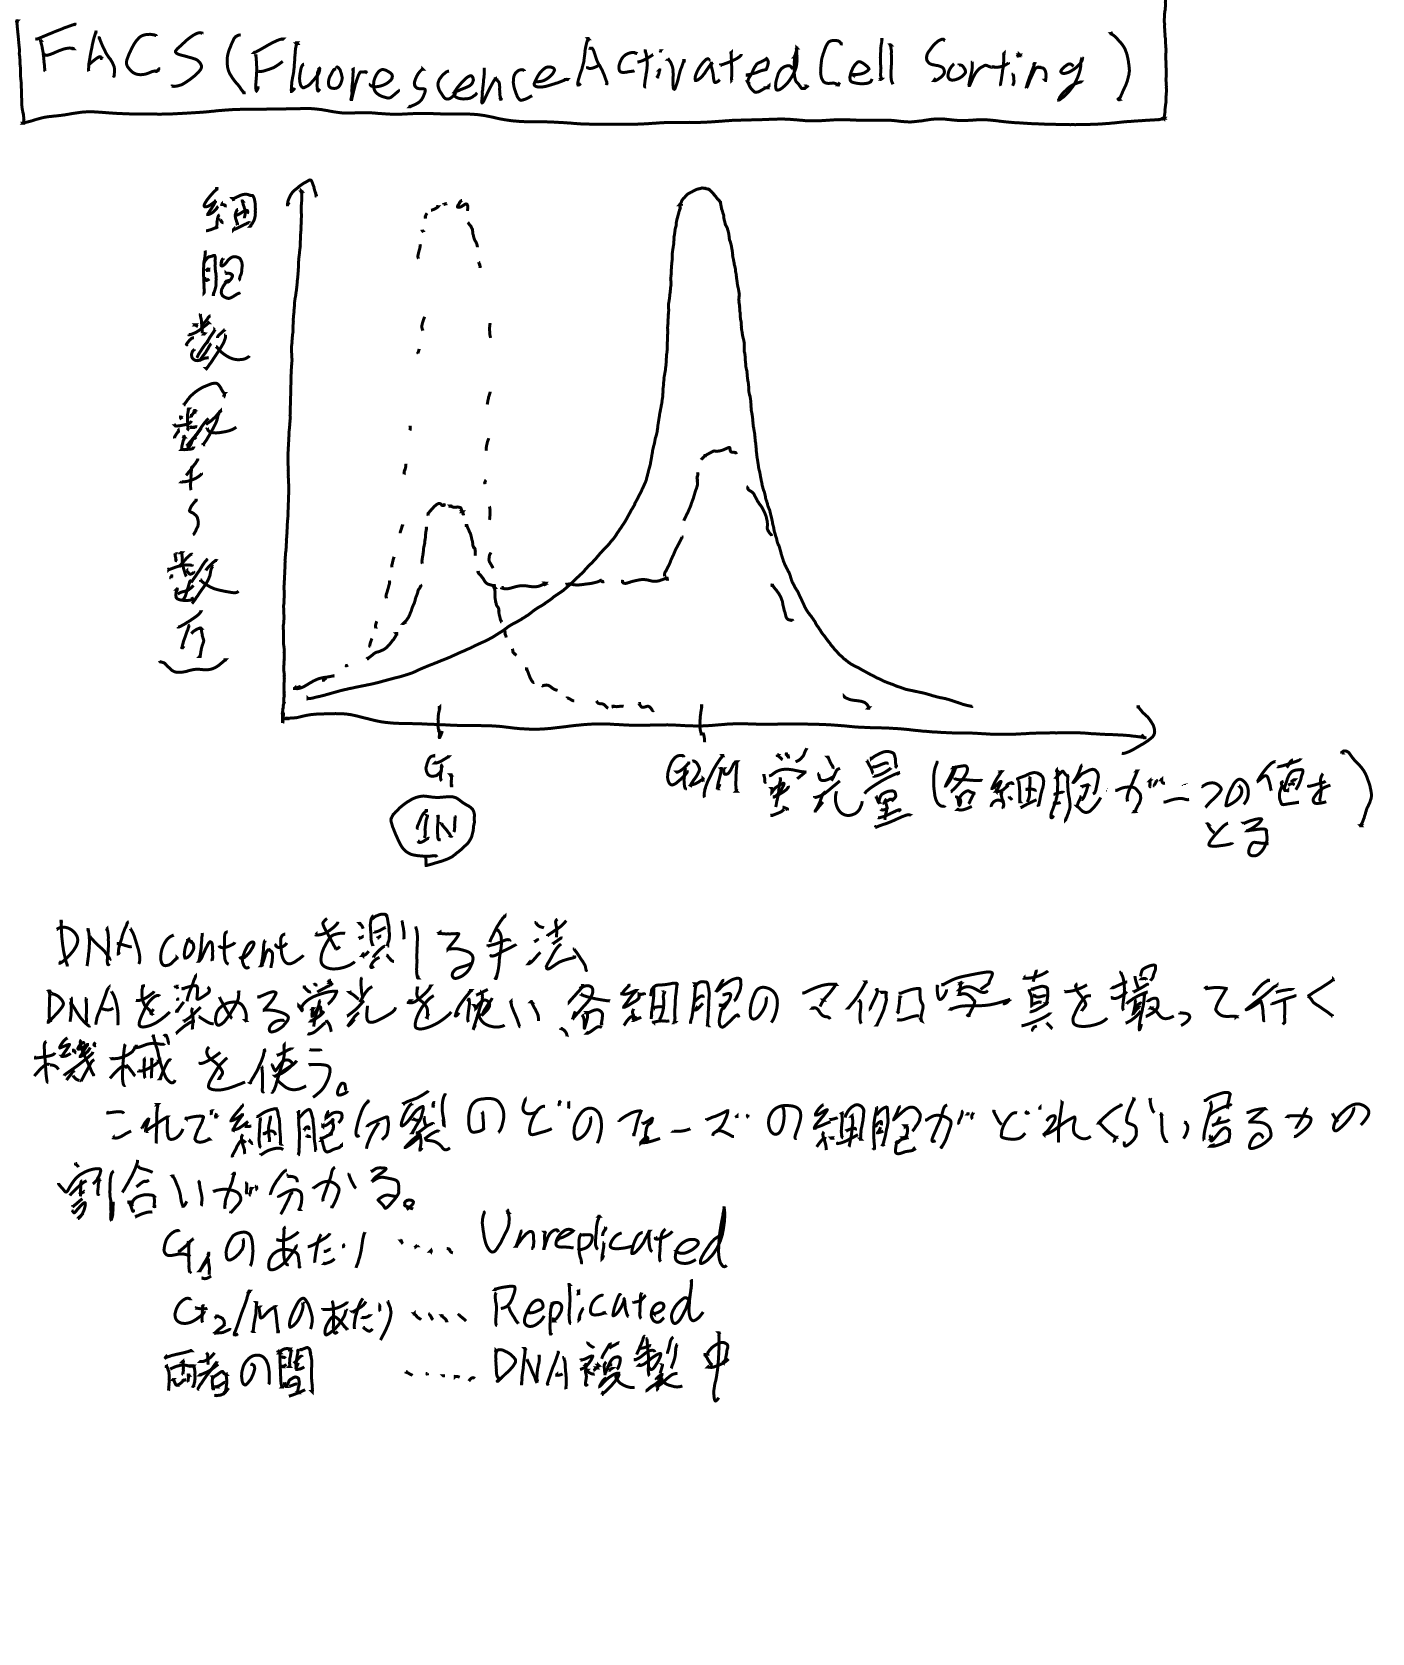 FACS (Fluorescence Activated Cell Sorting)
細胞数(数千〜数万)
G1
1N
G2/M
蛍光量(各細胞が一つの値を
とる)
DNA contentを測る手法
DNAを染める蛍光を使い、各細胞のマイクロ写真を撮って行く
機械を使う。
これで細胞分裂のどのフェーズの細胞がどれくらい居るかの
割合いが分かる。
G1のあたり ‥‥ Unreplicated
G2/Mのあたり ‥‥ Replicated
両者の間 ‥‥‥ DNA複製中